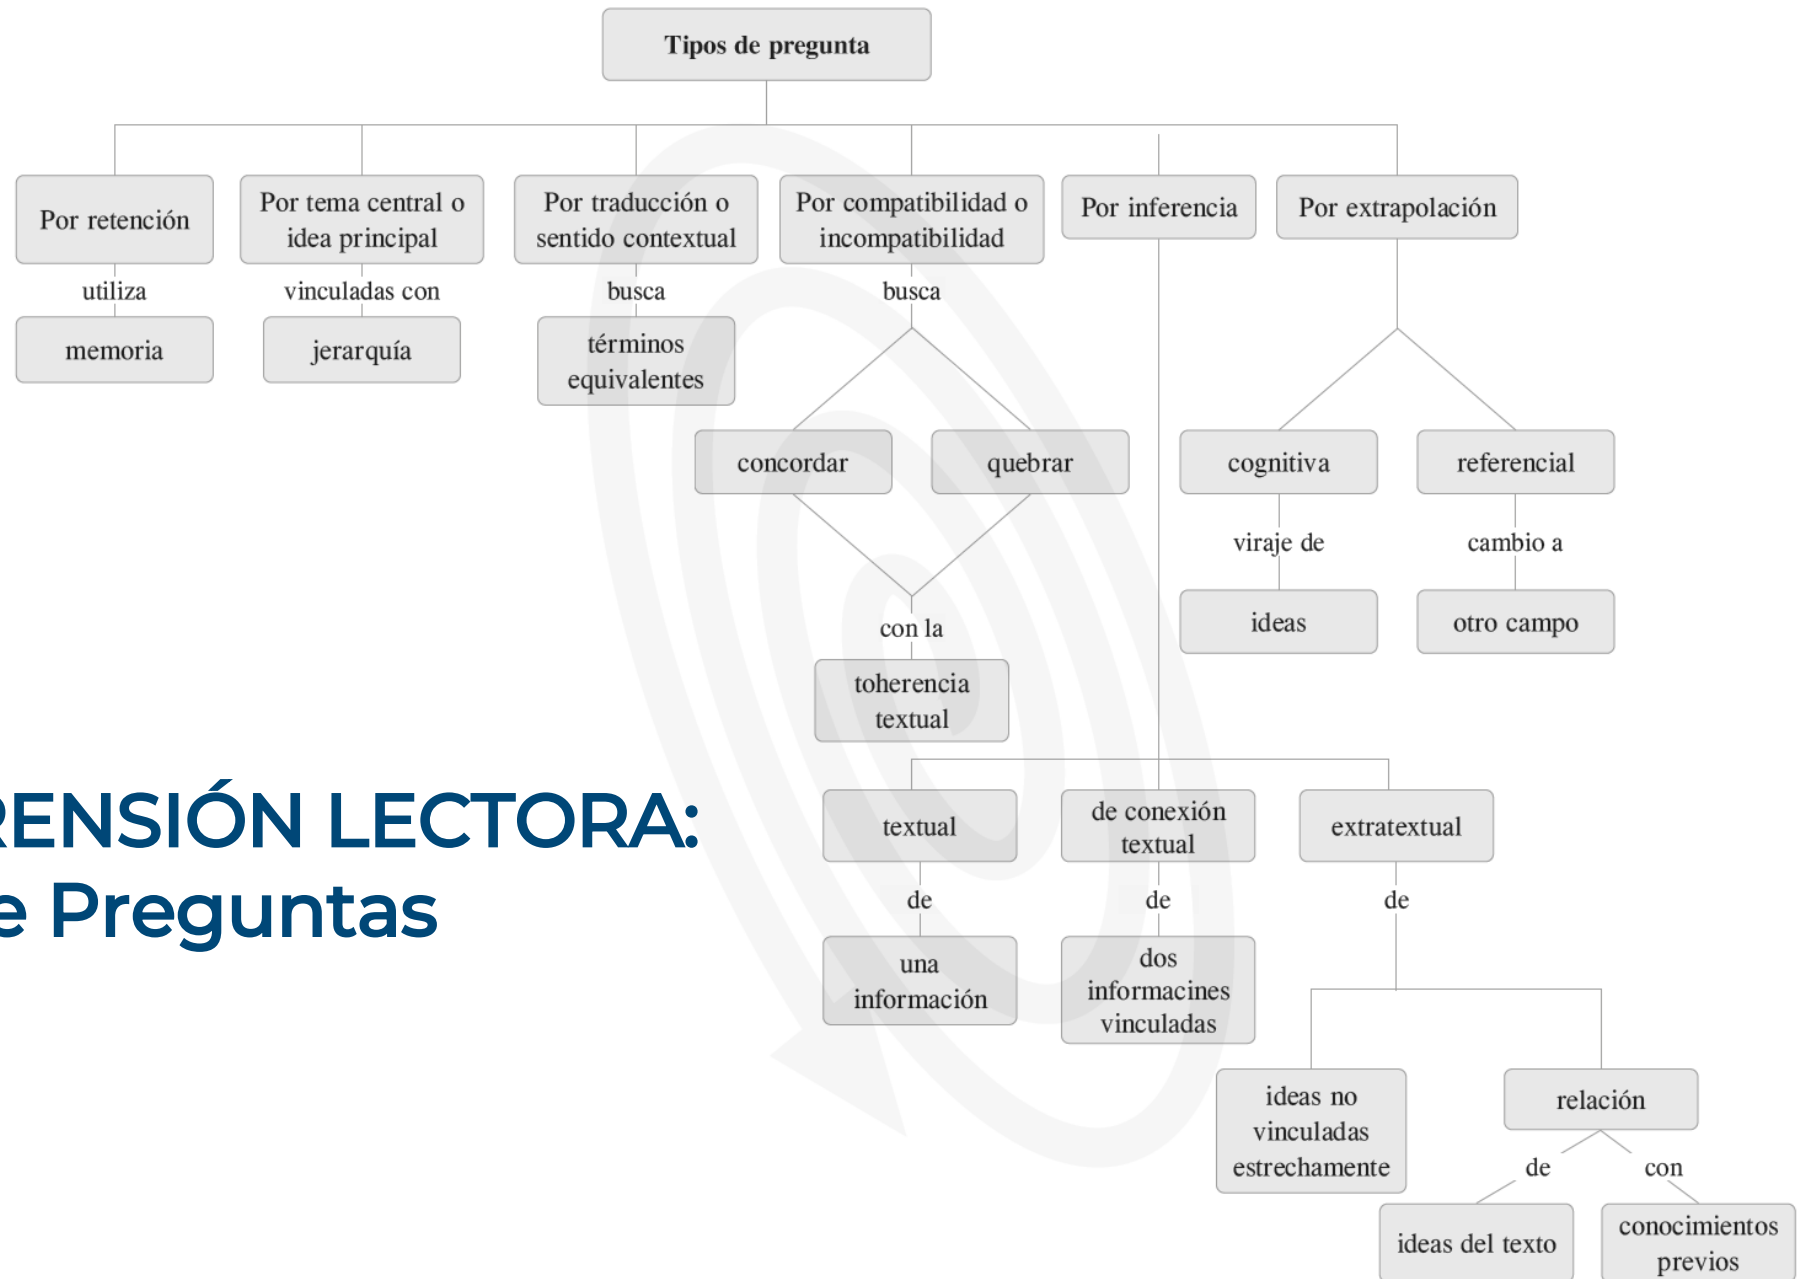 Tipos de pregunta
Por retención
utiliza
memoria
Por tema central o
idea principal
vinculadas con
jerarquía
Por traducción o
sentido contextual
busca
términos
equivalentes
Por compatibilidad o
incompatibilidad
busca
concordar
quebrar
con la
toherencia
textual
Por inferencia
textual
de
una
información
de conexión
textual
de
dos
informacines
vinculadas
extratextual
de
ideas no
vinculadas
estrechamente
relación
de
ideas del texto
con
conocimientos
previos
Por extrapolación
cognitiva
viraje de
ideas
referencial
cambio a
otro campo
RENSIÓN LECTORA:
e Preguntas